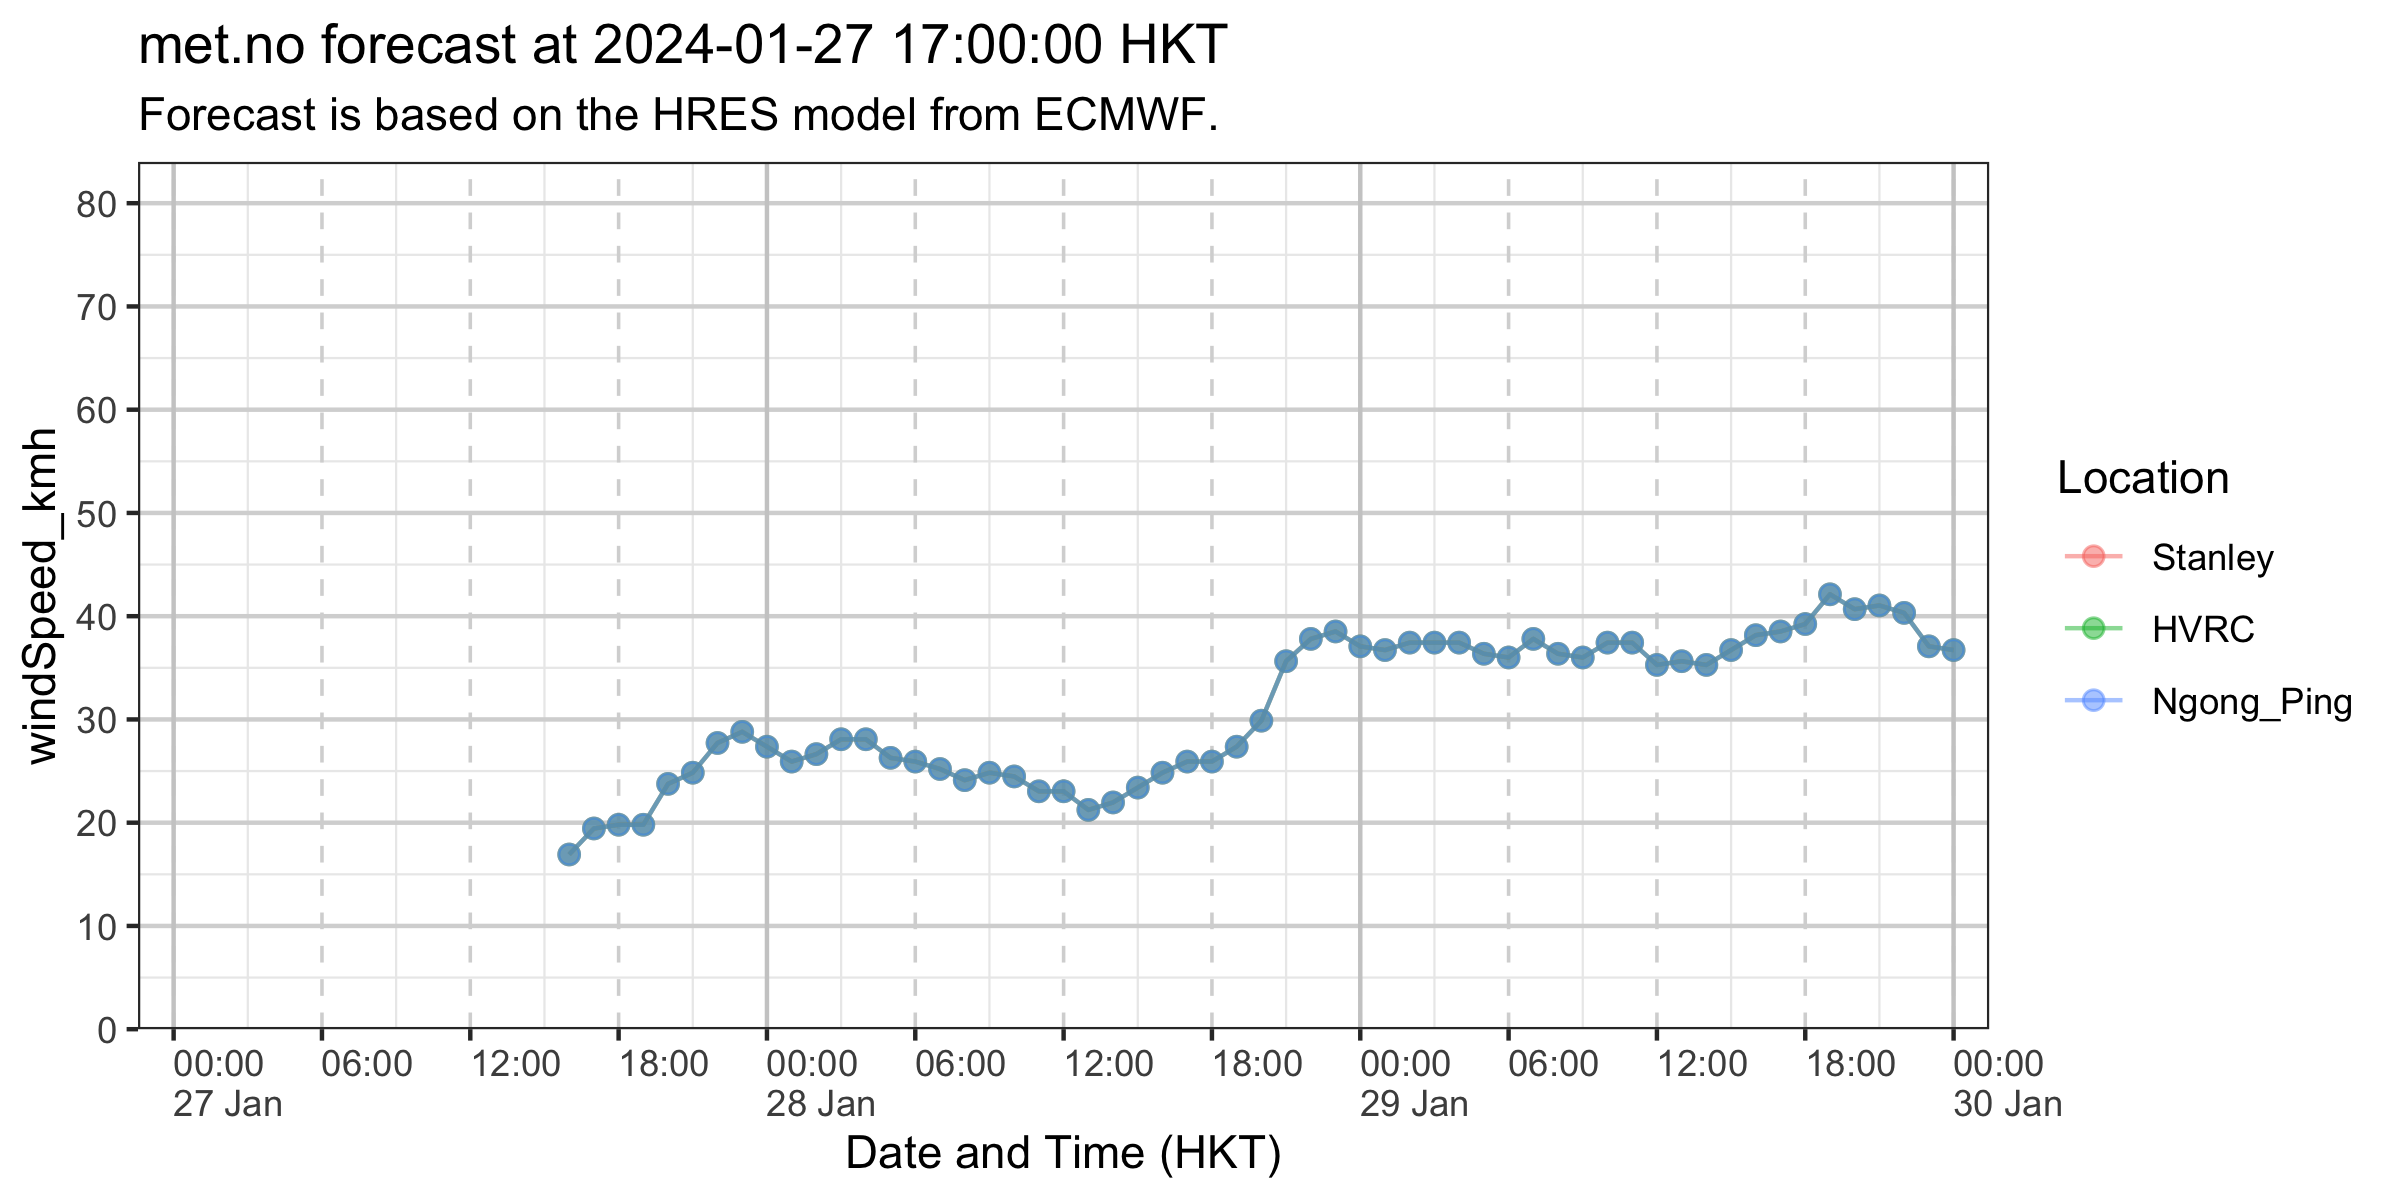 met.no forecast at 2024-01-27 17:00:00 HKT
Forecast is based on the HRES model from ECMWF.
windSpeed_kmh
80
70
60
50
40
30
20
10
0
00:00 06:00 12:00 18:00 00:00 06:00 12:00 18:00 00:00 06:00 12:00 18:00 00:00
27 Jan 28 Jan 29 Jan 30 Jan
Date and Time (HKT)
Location
Stanley
HVRC
Ngong_Ping